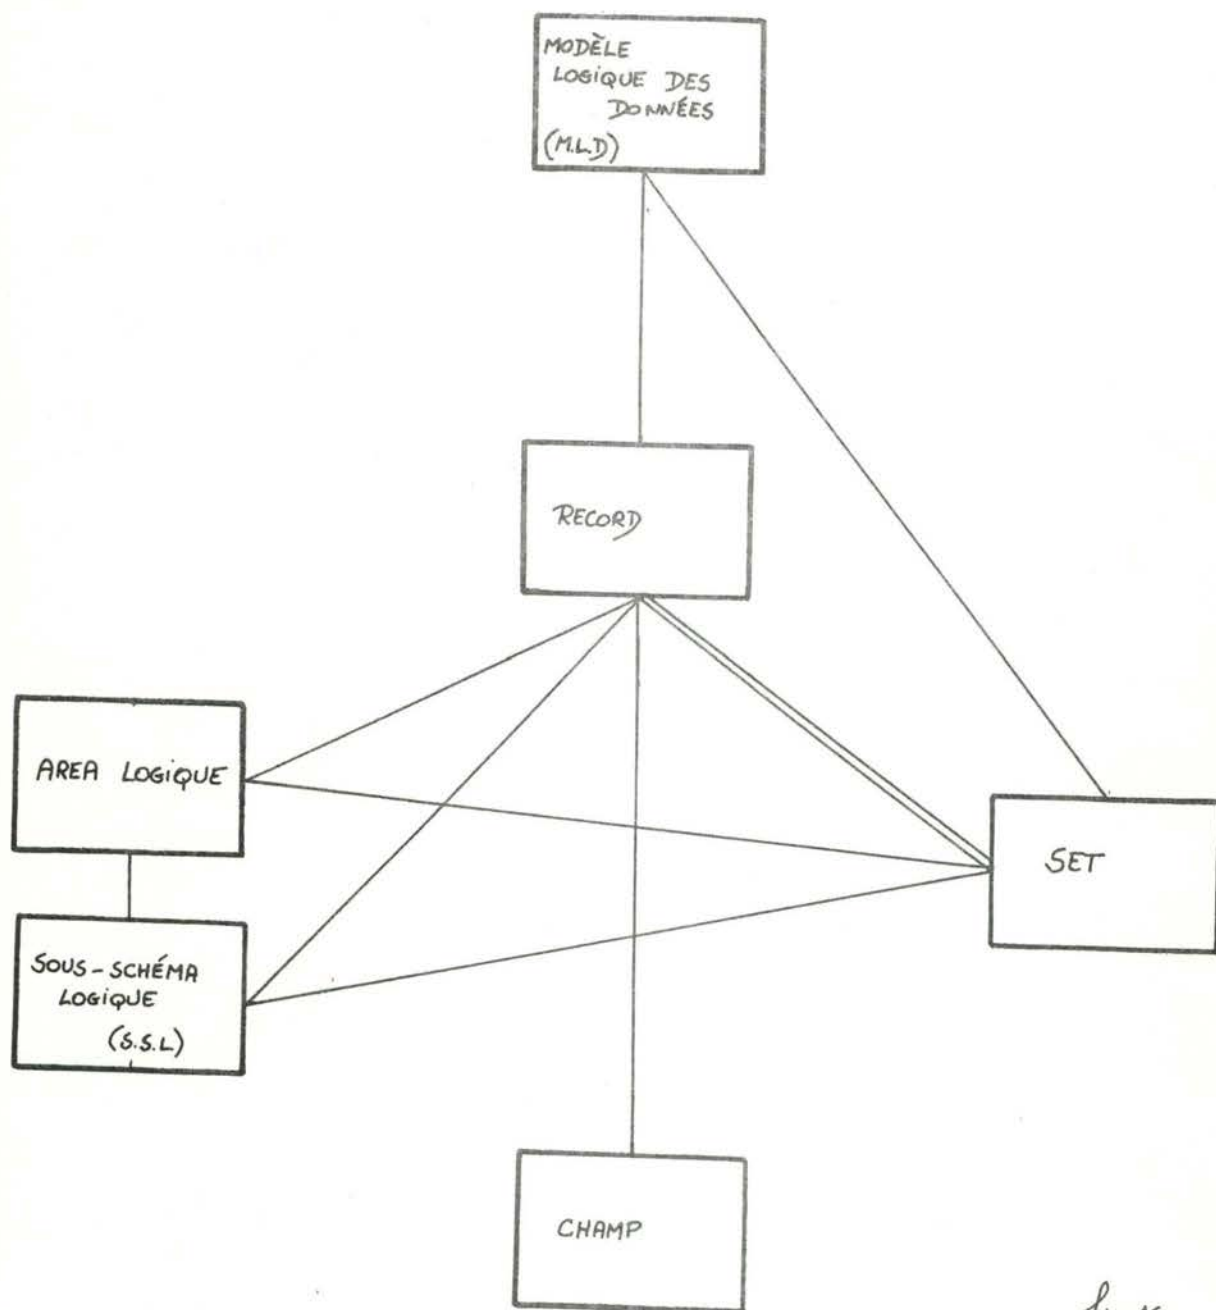 MODÈLE
LOGIQUE DES
DONNÉES
(M.L.D)
RECORD
AREA LOGIQUE
SET
SOUS-SCHÉMA
LOGIQUE
(S.S.L)
CHAMP